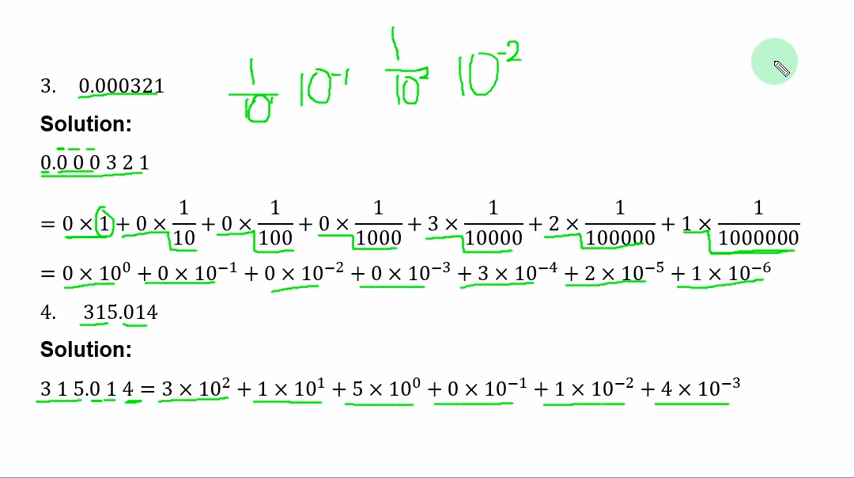 1/10¹ 10⁻¹ 1/10² 10⁻²
3. 0.000321
Solution:
0.0 0 0 3 2 1
= 0 × 1 + 0 × 1/10 + 0 × 1/100 + 0 × 1/1000 + 3 × 1/10000 + 2 × 1/100000 + 1 × 1/1000000
= 0 × 10⁰ + 0 × 10⁻¹ + 0 × 10⁻² + 0 × 10⁻³ + 3 × 10⁻⁴ + 2 × 10⁻⁵ + 1 × 10⁻⁶
4. 315.014
Solution:
3 1 5.0 1 4 = 3 × 10² + 1 × 10¹ + 5 × 10⁰ + 0 × 10⁻¹ + 1 × 10⁻² + 4 × 10⁻³